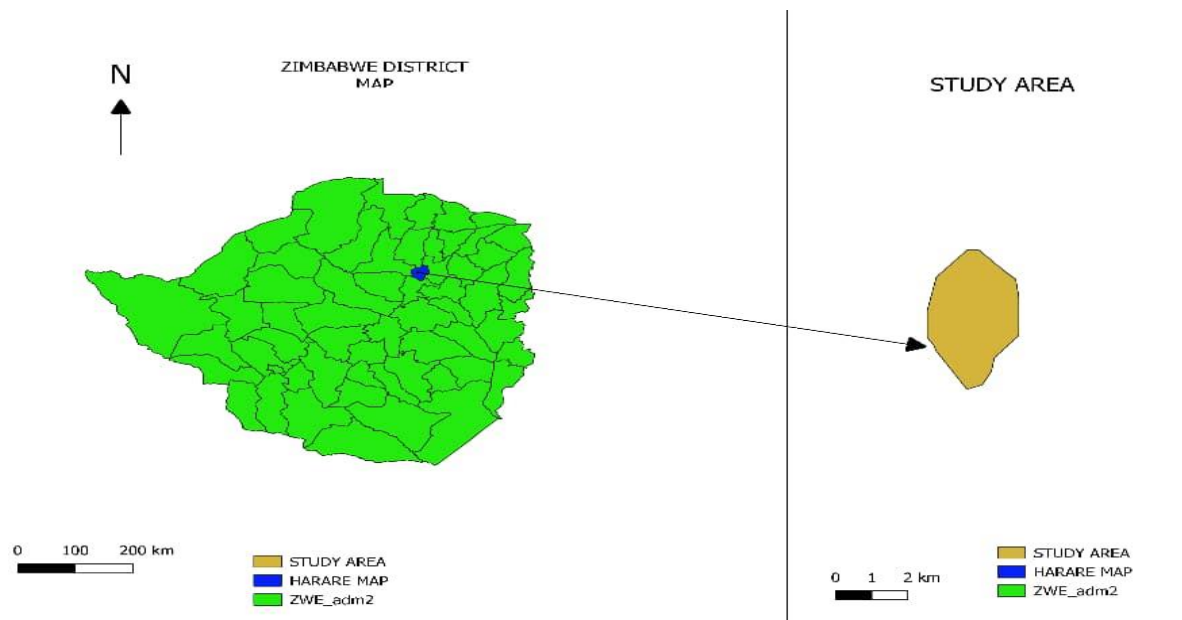 ZIMBABWE DISTRICT
MAP
N
0 100 200 km
STUDY AREA
HARARE MAP
ZWE_adm2
STUDY AREA
0 1 2 km
STUDY AREA
HARARE MAP
ZWE_adm2